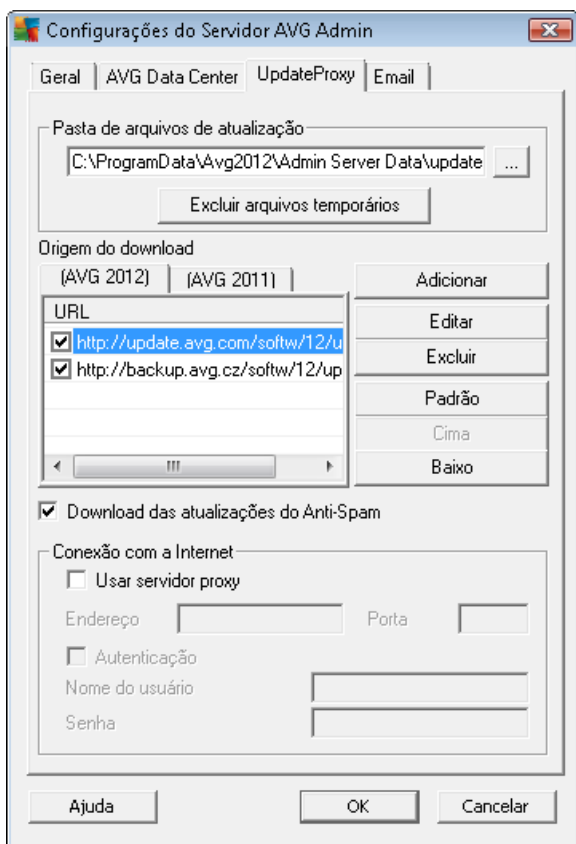 Configurações do Servidor AVG Admin
Geral AVG Data Center UpdateProxy Email
Pasta de arquivos de atualização
C:\ProgramData\Avg2012\Admin Server Data\update ...
Excluir arquivos temporários
Origem do download
(AVG 2012) (AVG 2011) Adicionar
URL
Editar
http://update.avg.com/softw/12/u
Excluir
http://backup.avg.cz/softw/12/up
Padrão
Cima
Baixo
Download das atualizações do Anti-Spam
Conexão com a Internet
Usar servidor proxy
Endereço Porta
Autenticação
Nome do usuário
Senha
Ajuda OK Cancelar